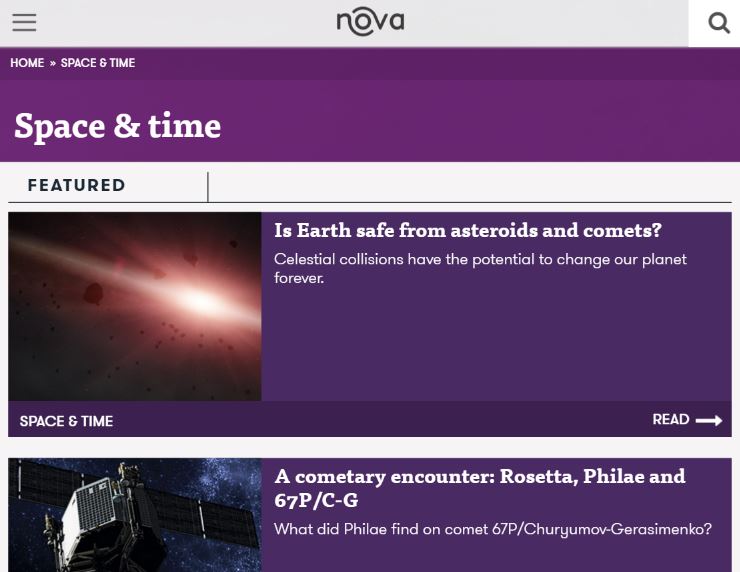 nova
HOME » SPACE & TIME
Space & time
FEATURED
Is Earth safe from asteroids and comets?
Celestial collisions have the potential to change our planet
forever.
SPACE & TIME
READ
A cometary encounter: Rosetta, Philae and
67P/C-G
What did Philae find on comet 67P/Churyumov-Gerasimenko?